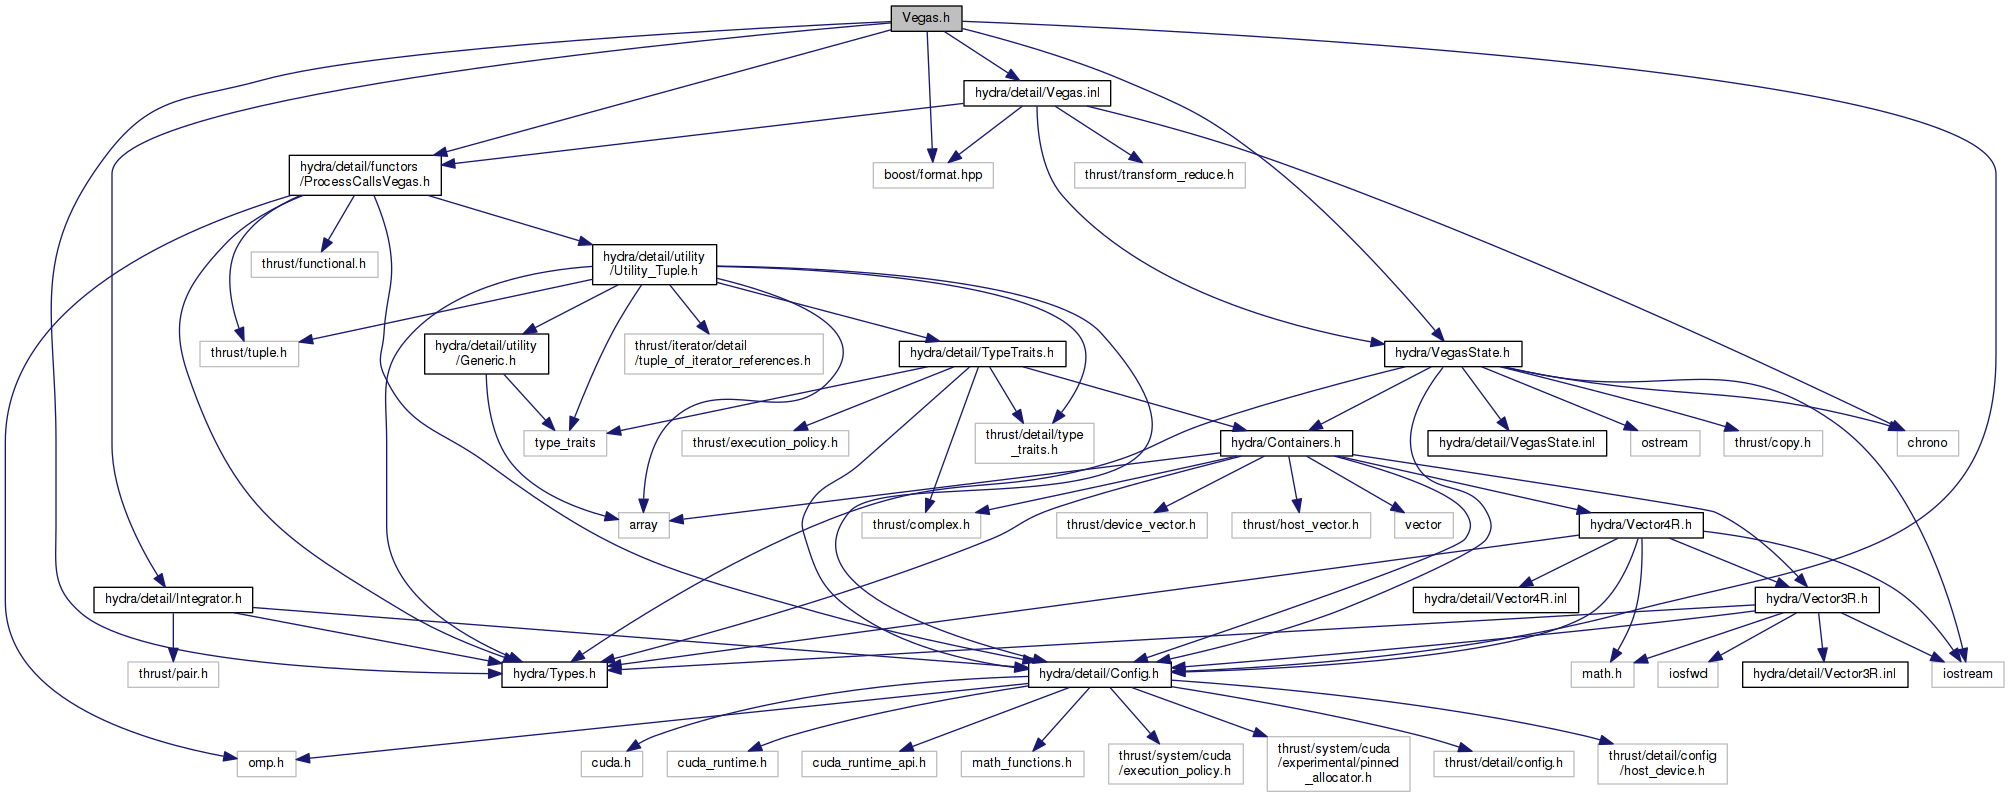 Vegas.h
hydra/detail/Vegas.inl
hydra/detail/functors
/ProcessCallsVegas.h
boost/format.hpp
thrust/transform_reduce.h
thrust/functional.h
hydra/detail/utility
/Utility_Tuple.h
thrust/tuple.h
hydra/detail/utility
/Generic.h
thrust/iterator/detail
/tuple_of_iterator_references.h
hydra/detail/TypeTraits.h
hydra/VegasState.h
type_traits
thrust/execution_policy.h
thrust/detail/type
_traits.h
hydra/Containers.h
hydra/detail/VegasState.inl
ostream
thrust/copy.h
chrono
array
thrust/complex.h
thrust/device_vector.h
thrust/host_vector.h
vector
hydra/Vector4R.h
hydra/detail/Integrator.h
hydra/detail/Vector4R.inl
hydra/Vector3R.h
thrust/pair.h
hydra/Types.h
hydra/detail/Config.h
math.h
iosfwd
hydra/detail/Vector3R.inl
iostream
omp.h
cuda.h
cuda_runtime.h
cuda_runtime_api.h
math_functions.h
thrust/system/cuda
/execution_policy.h
thrust/system/cuda
/experimental/pinned
_allocator.h
thrust/detail/config.h
thrust/detail/config
/host_device.h